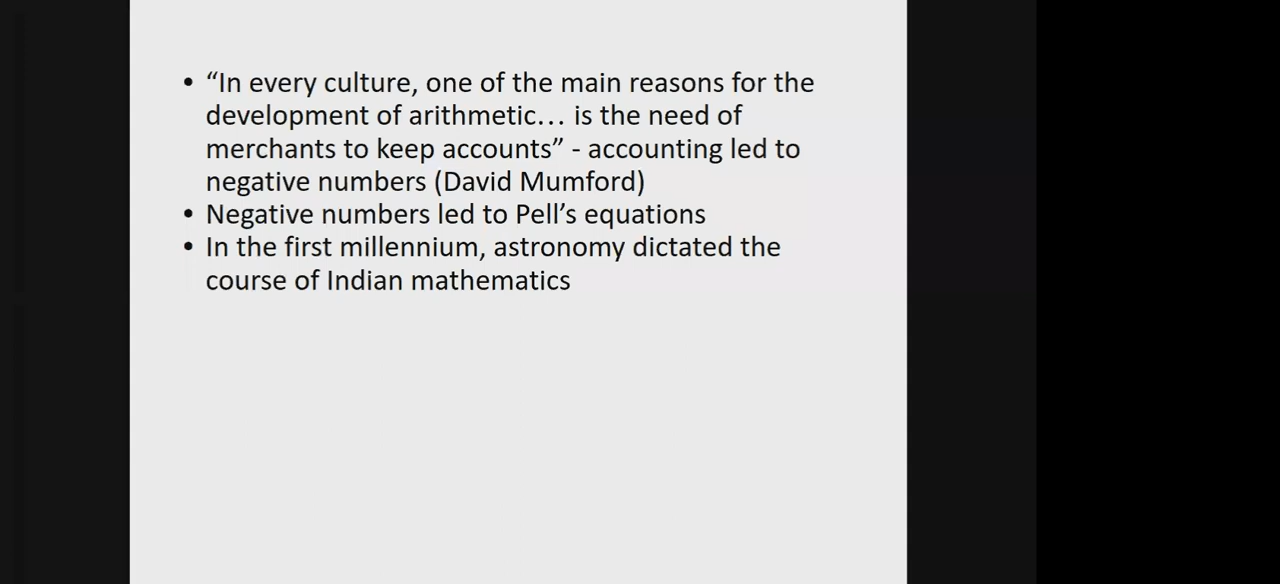 • “In every culture, one of the main reasons for the
development of arithmetic… is the need of
merchants to keep accounts” - accounting led to
negative numbers (David Mumford)
• Negative numbers led to Pell’s equations
• In the first millennium, astronomy dictated the
course of Indian mathematics